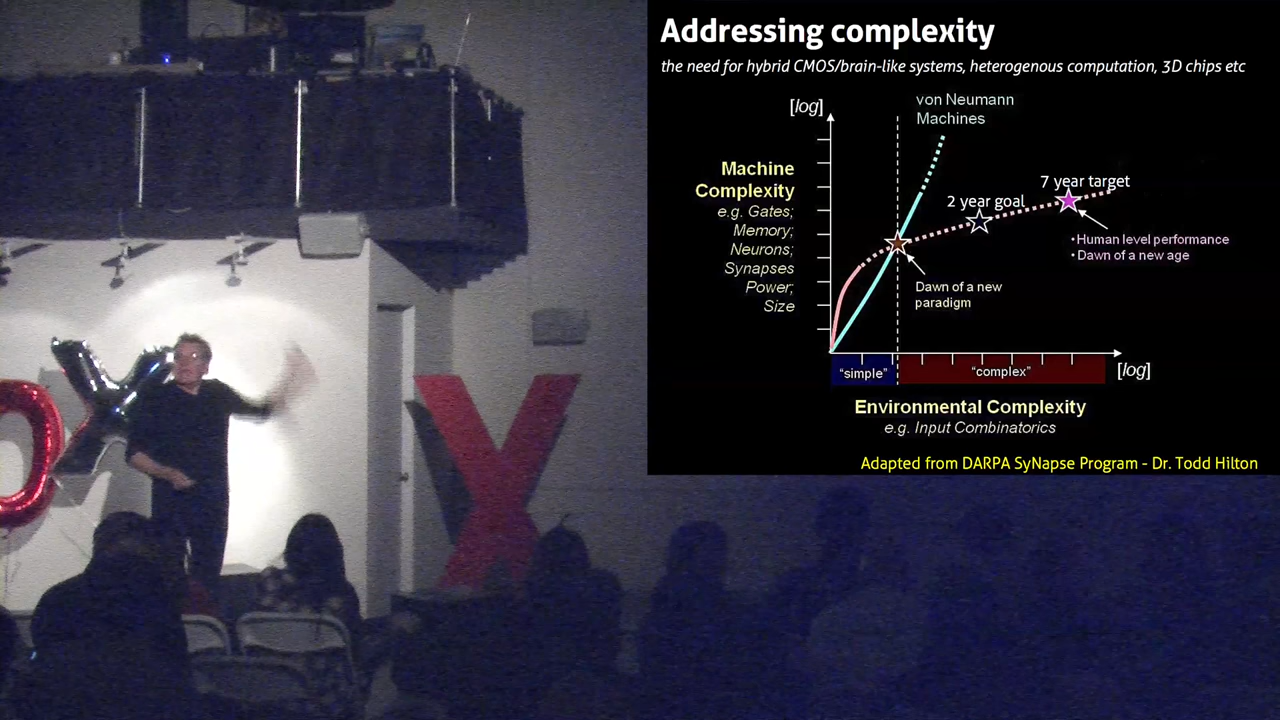 Addressing complexity
the need for hybrid CMOS/brain-like systems, heterogenous computation, 3D chips etc
[log]
von Neumann
Machines
Machine
Complexity
e.g. Gates;
Memory;
Neurons;
Synapses
Power;
Size
7 year target
2 year goal
•Human level performance
•Dawn of a new age
Dawn of a new
paradigm
"simple"
"complex"
[log]
Environmental Complexity
e.g. Input Combinatorics
Adapted from DARPA SyNapse Program - Dr. Todd Hilton
X
X